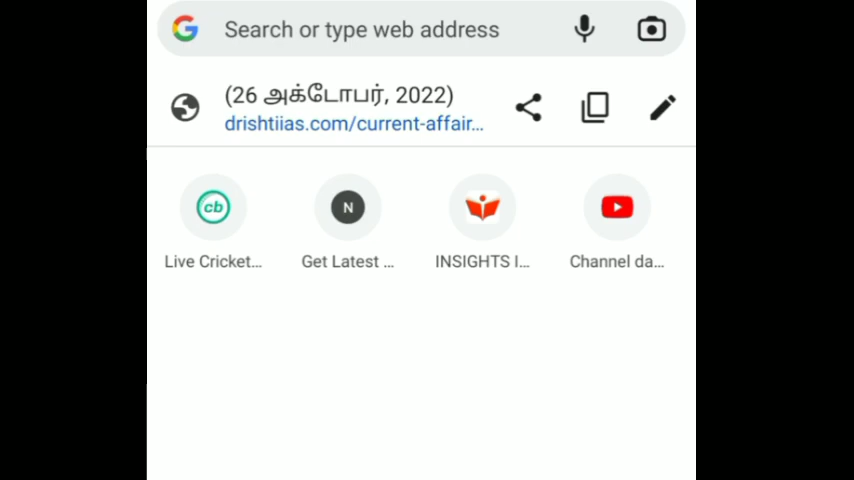 Search or type web address
(26 அக்டோபர், 2022)
drishtiias.com/current-affair...
cb
N
Live Cricket...
Get Latest ...
INSIGHTS I...
Channel da...